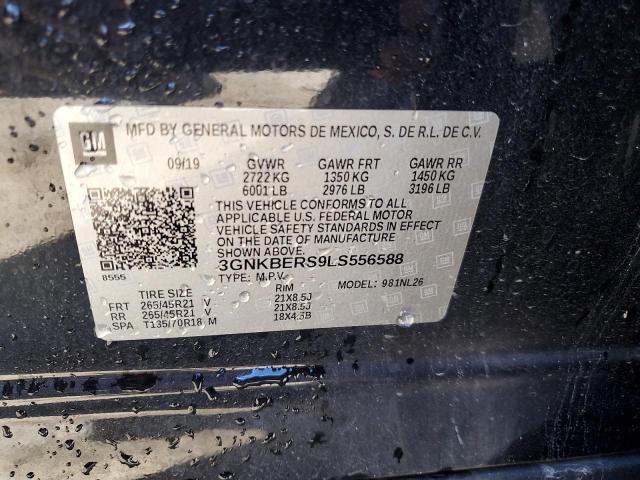 GM
MFD BY GENERAL MOTORS DE MEXICO, S. DE R.L. DE C.V.
09/19 GVWR GAWR FRT GAWR RR
2722 KG 1350 KG 1450 KG
6001 LB 2976 LB 3196 LB
THIS VEHICLE CONFORMS TO ALL
APPLICABLE U.S. FEDERAL MOTOR
VEHICLE SAFETY STANDARDS IN EFFECT
ON THE DATE OF MANUFACTURE
SHOWN ABOVE.
8555 3GNKBERS9LS556588
TYPE: M.P.V. MODEL: 981NL26
TIRE SIZE RIM
FRT 265/45R21 V 21X8.5J
RR 265/45R21 V 21X8.5J
SPA T135/70R18 M 18X4.5B